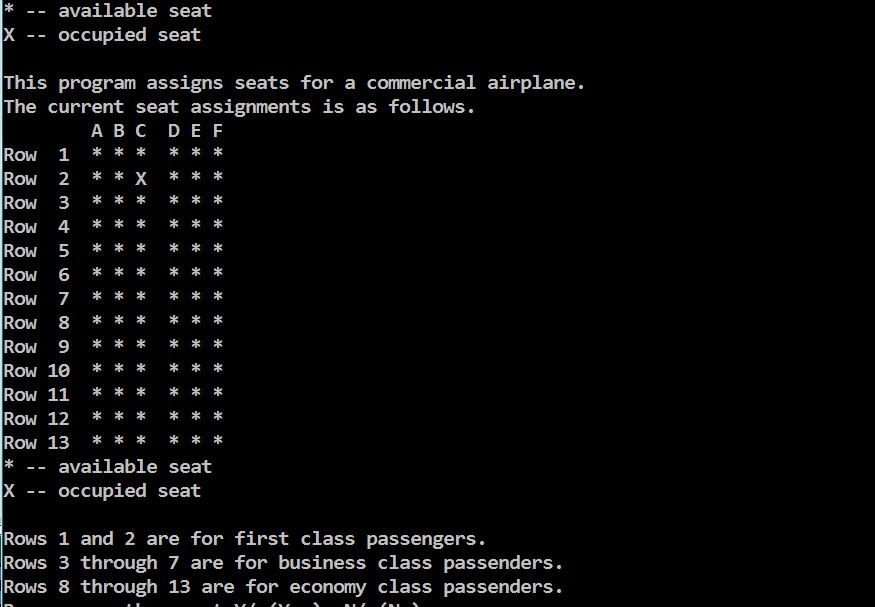 * -- available seat
X -- occupied seat
This program assigns seats for a commercial airplane.
The current seat assignments is as follows.
A B C D E F
Row 1 * * * * * *
Row 2 * * X * * *
Row 3 * * * * * *
Row 4 * * * * * *
Row 5 * * * * * *
Row 6 * * * * * *
Row 7 * * * * * *
Row 8 * * * * * *
Row 9 * * * * * *
Row 10 * * * * * *
Row 11 * * * * * *
Row 12 * * * * * *
Row 13 * * * * * *
* -- available seat
X -- occupied seat
Rows 1 and 2 are for first class passengers.
Rows 3 through 7 are for business class passenders.
Rows 8 through 13 are for economy class passenders.